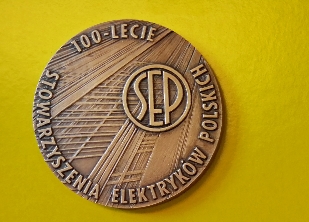 100-LECIE
SEP
STOWARZYSZENIA ELEKTRYKÓW POLSKICH